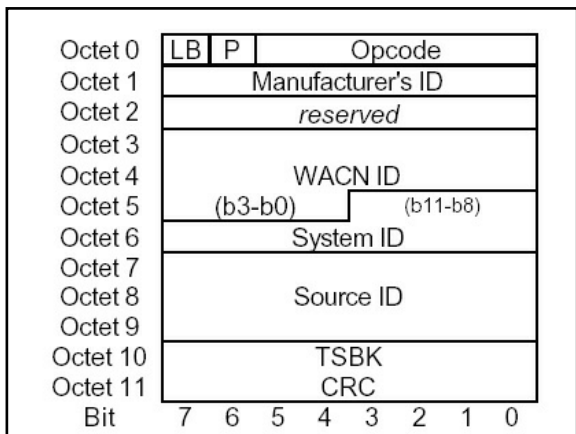 Octet 0 LB P Opcode
Octet 1 Manufacturer's ID
Octet 2 reserved
Octet 3
Octet 4 WACN ID
Octet 5 (b3-b0) (b11-b8)
Octet 6 System ID
Octet 7
Octet 8 Source ID
Octet 9
Octet 10 TSBK
Octet 11 CRC
Bit 7 6 5 4 3 2 1 0